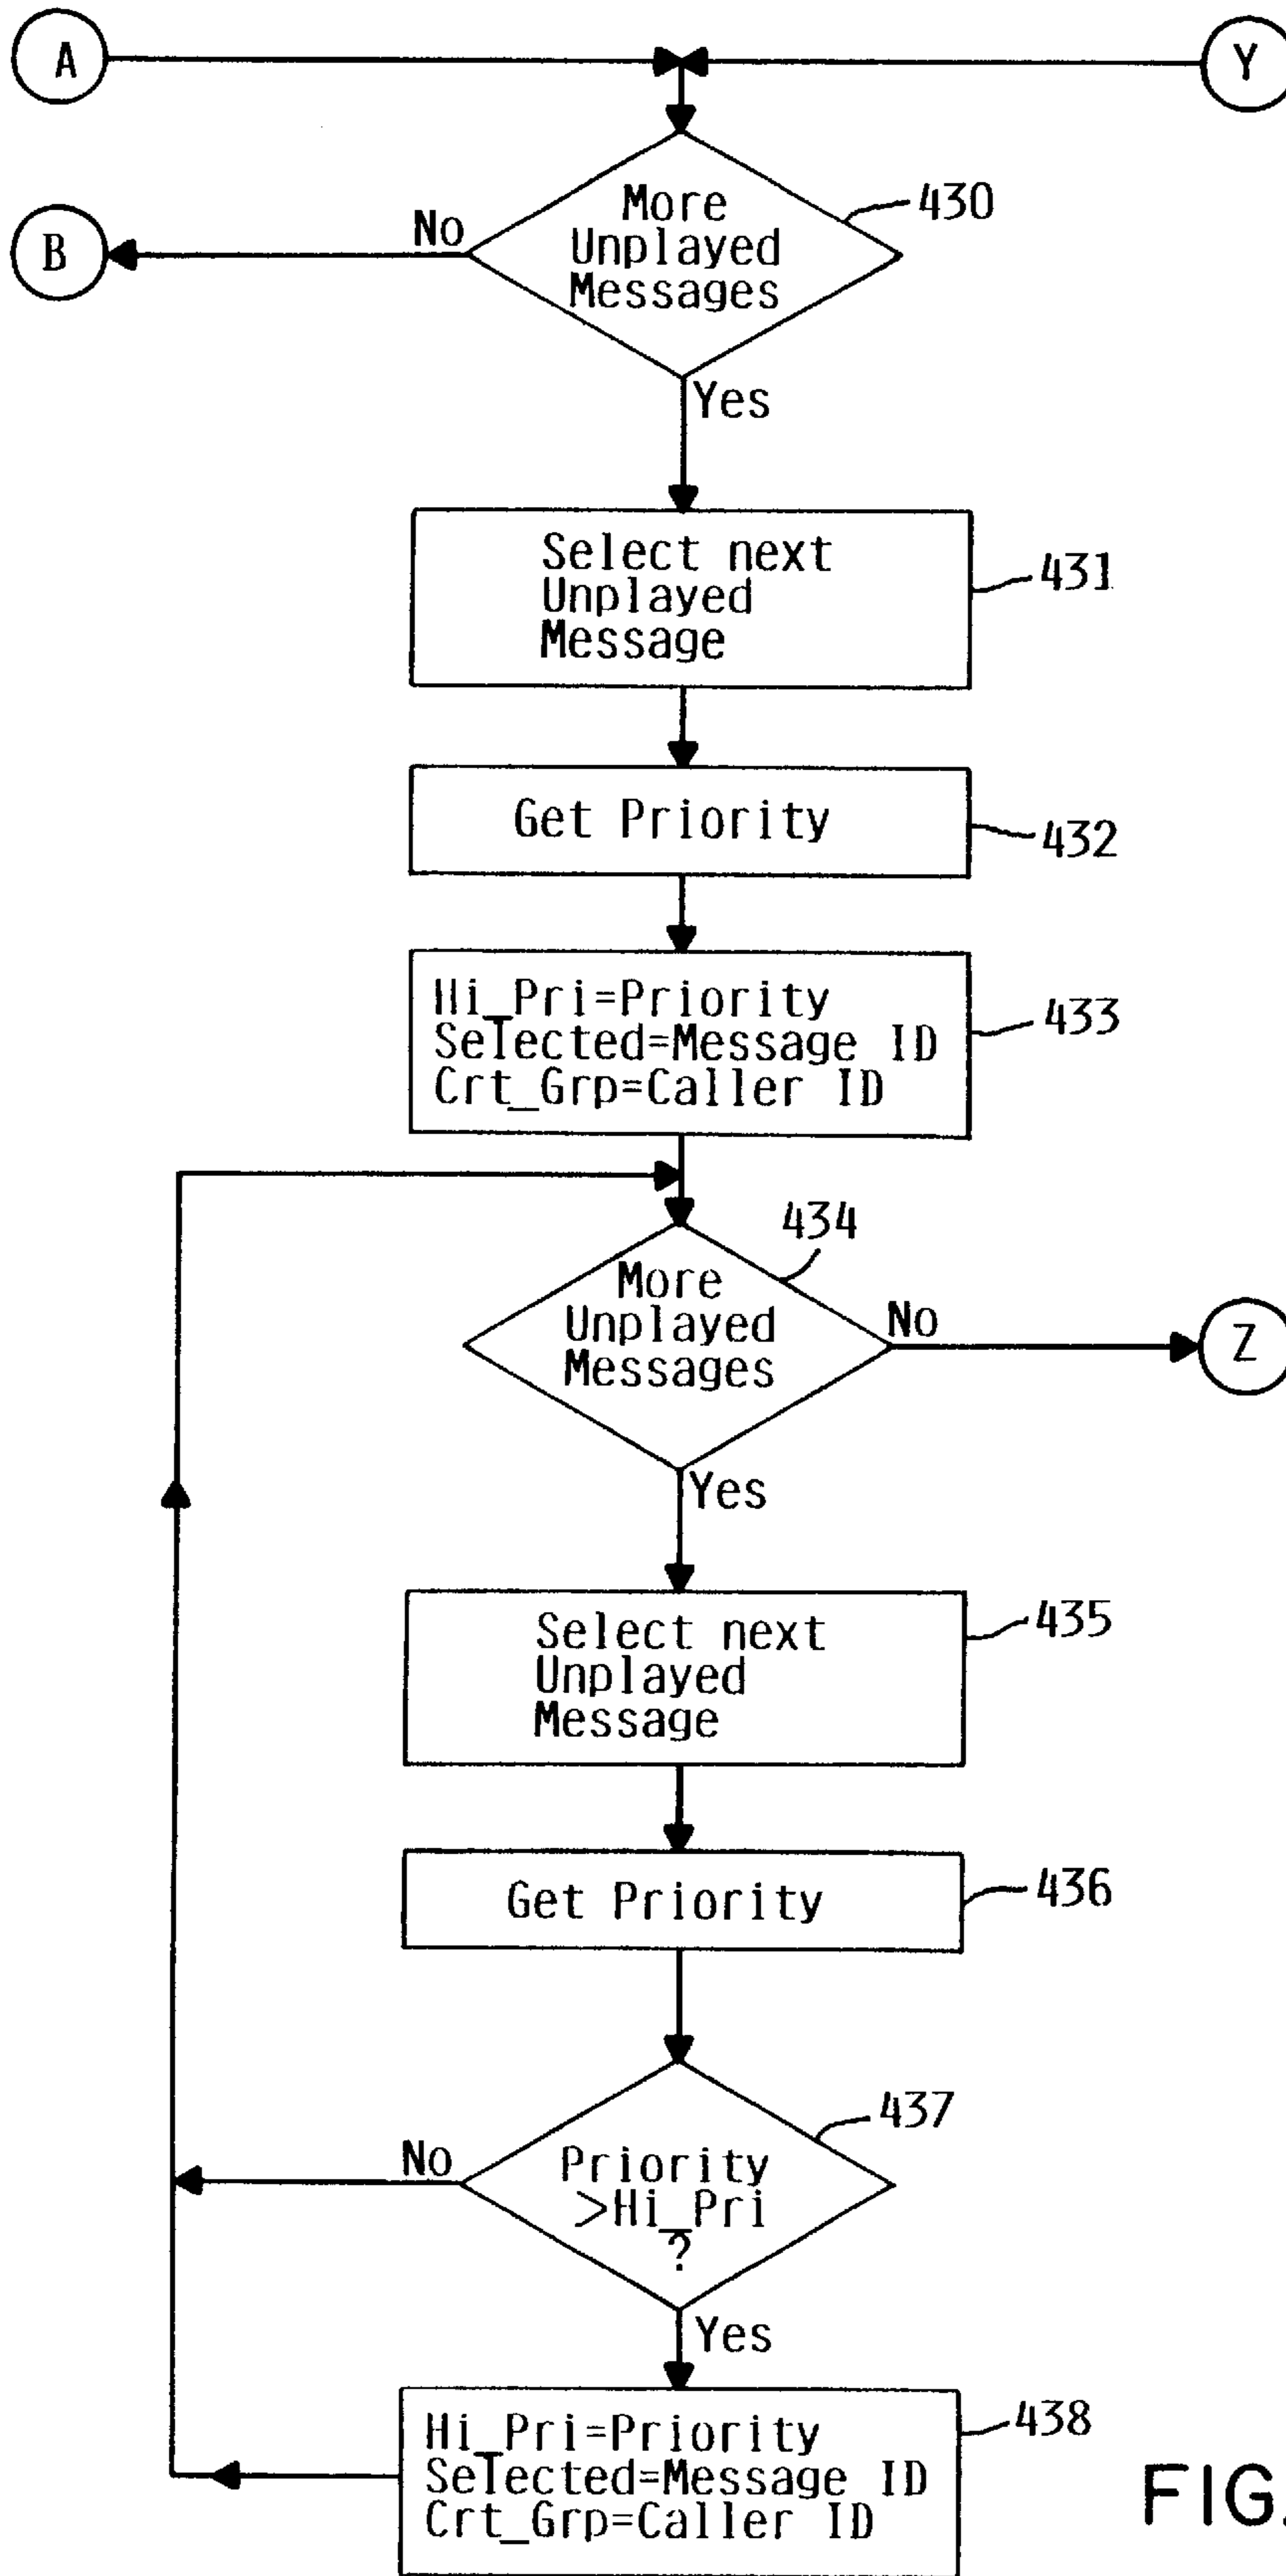 A
Y
More
Unplayed
Messages
430
No
B
Yes
Select next
Unplayed
Message
431
Get Priority
432
Hi_Pri=Priority
Selected=Message ID
Crt_Grp=Caller ID
433
434
More
Unplayed
Messages
No
Z
Yes
Select next
Unplayed
Message
435
Get Priority
436
437
No
Priority
>Hi_Pri
?
Yes
Hi_Pri=Priority
Selected=Message ID
Crt_Grp=Caller ID
438
FIG.